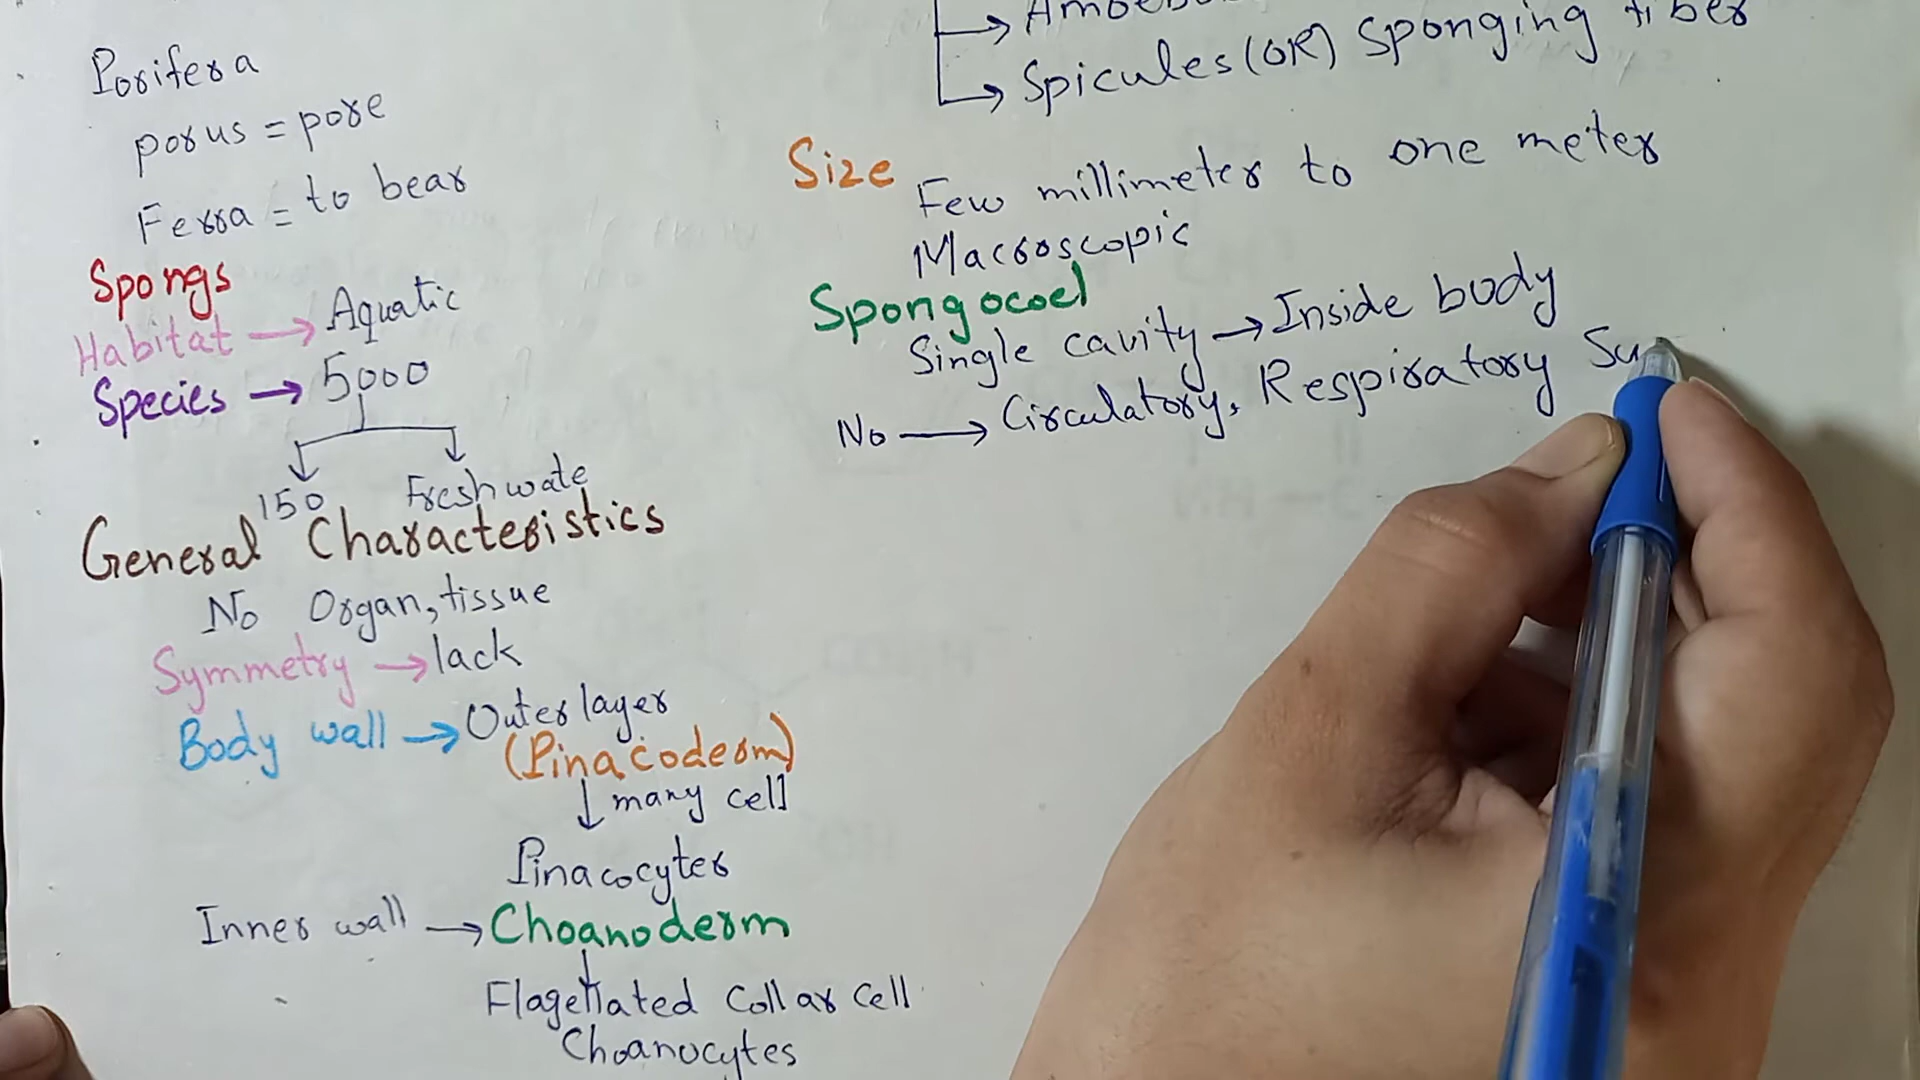 Porifera
porus = pore
Ferra = to bear
Spongs
Habitat → Aquatic
Species → 5000
150 Freshwate
General Characteristics
No Organ, tissue
Symmetry → lack
Body wall → Outer layer
(Pinacoderm)
↓ many cell
Pinacocyter
Inner wall → Choanoderm
Flagellated Collar Cell
Choanocytes
→ Spicules (OR) Sponging fiber
Size
Few millimeter to one meter
Macroscopic
Spongocoel
Single cavity → Inside body
No → Circulatory, Respiratory